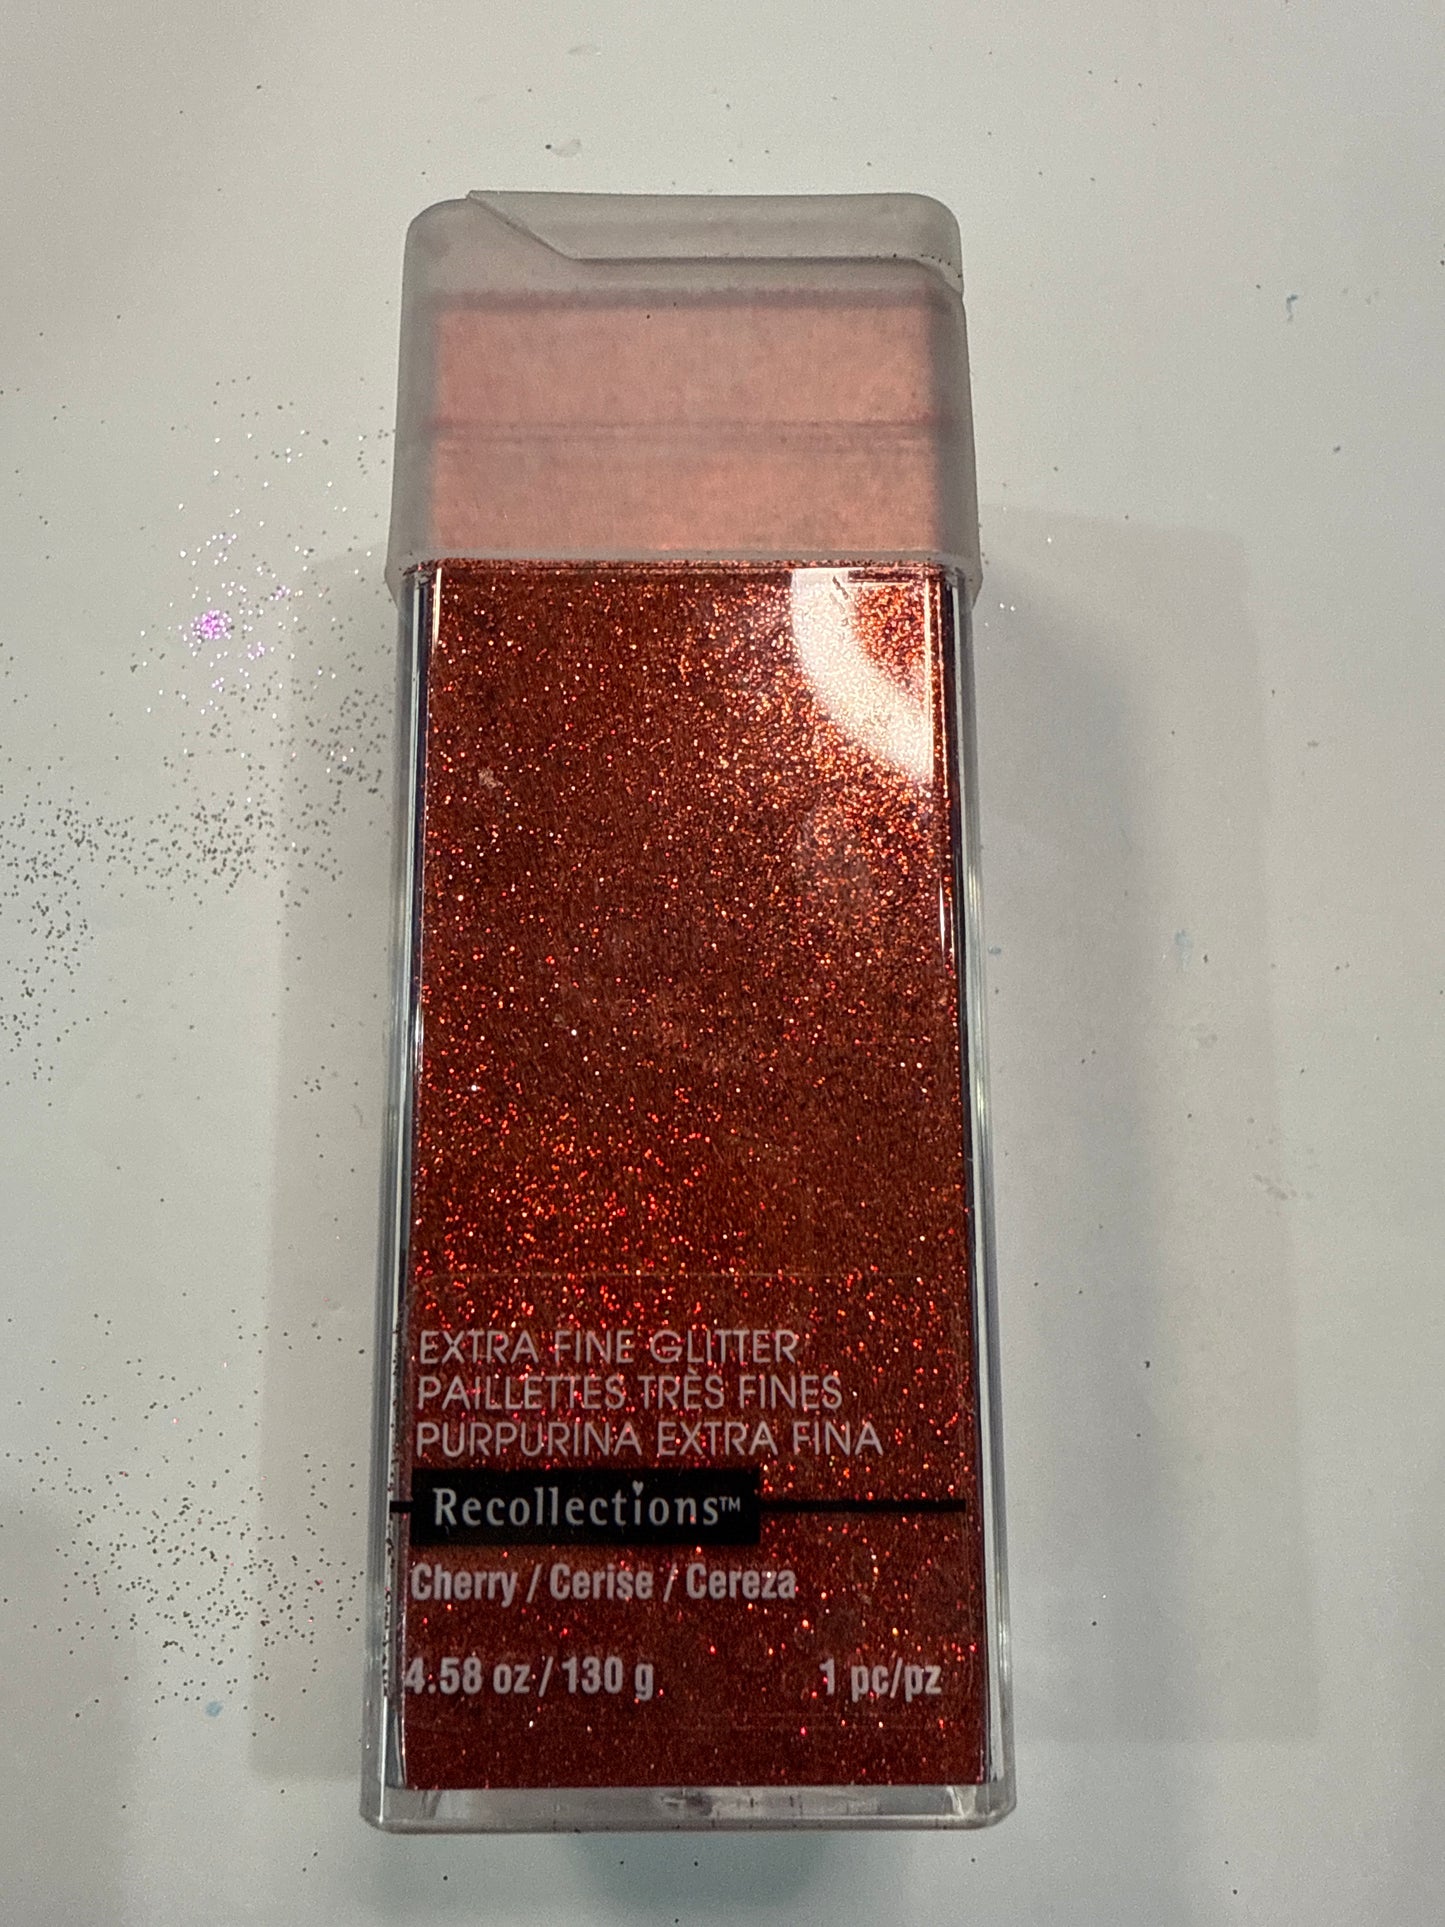 EXTRA FINE GLITTER
PAILLETTES TRÈS FINES
PURPURINA EXTRA FINA
Recollections™
Cherry / Cerise / Cereza
4.58 oz / 130 g 1 pc/pz